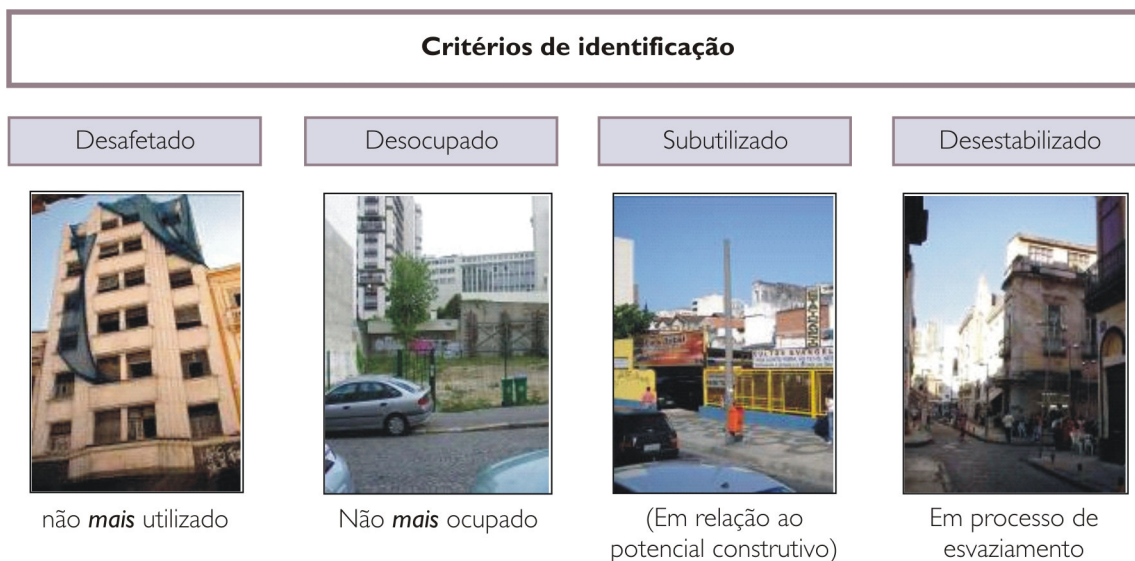 Critérios de identificação
Desafetado
Desocupado
Subutilizado
Desestabilizado
não mais utilizado
Não mais ocupado
(Em relação ao
potencial construtivo)
Em processo de
esvaziamento